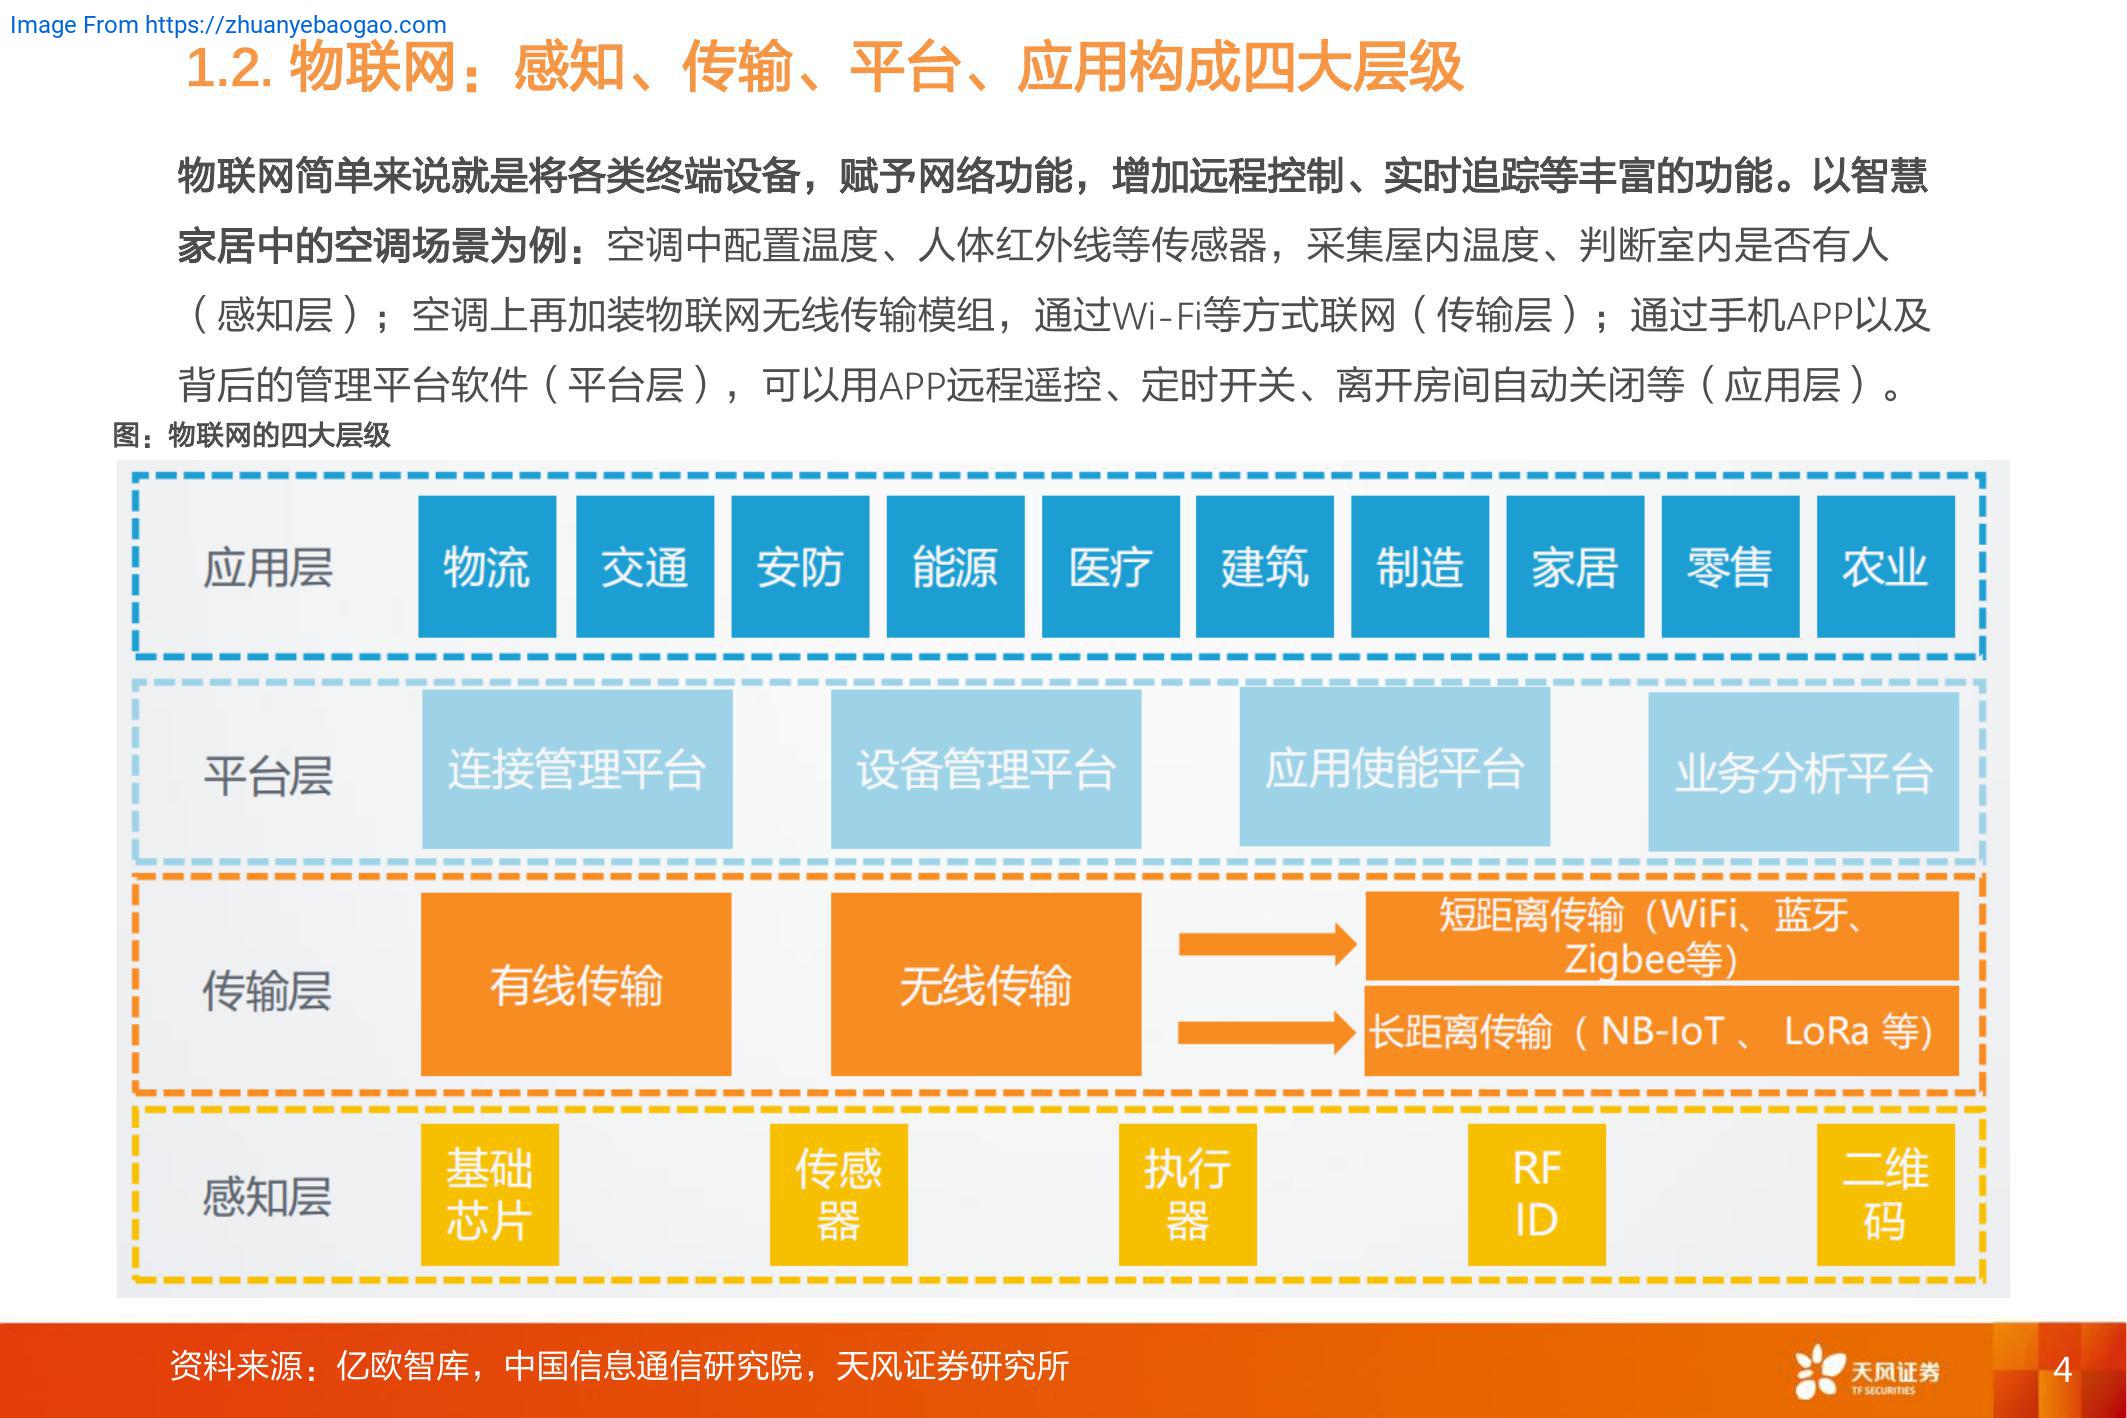 Image From https://zhuanyebaogao.com
1.2. 物联网：感知、传输、平台、应用构成四大层级
物联网简单来说就是将各类终端设备，赋予网络功能，增加远程控制、实时追踪等丰富的功能。以智慧
家居中的空调场景为例：空调中配置温度、人体红外线等传感器，采集屋内温度、判断室内是否有人
（感知层）；空调上再加装物联网无线传输模组，通过Wi-Fi等方式联网（传输层）；通过手机APP以及
背后的管理平台软件（平台层），可以用APP远程遥控、定时开关、离开房间自动关闭等（应用层）。
图：物联网的四大层级
应用层
物流
交通
安防
能源
医疗
建筑
制造
家居
零售
农业
平台层
连接管理平台
设备管理平台
应用使能平台
业务分析平台
传输层
有线传输
无线传输
短距离传输（WiFi、蓝牙、
Zigbee等）
长距离传输（ NB-IoT 、 LoRa 等）
感知层
基础
芯片
传感
器
执行
器
RF
ID
二维
码
资料来源：亿欧智库，中国信息通信研究院，天风证券研究所
天风证券
TF SECURITIES
4